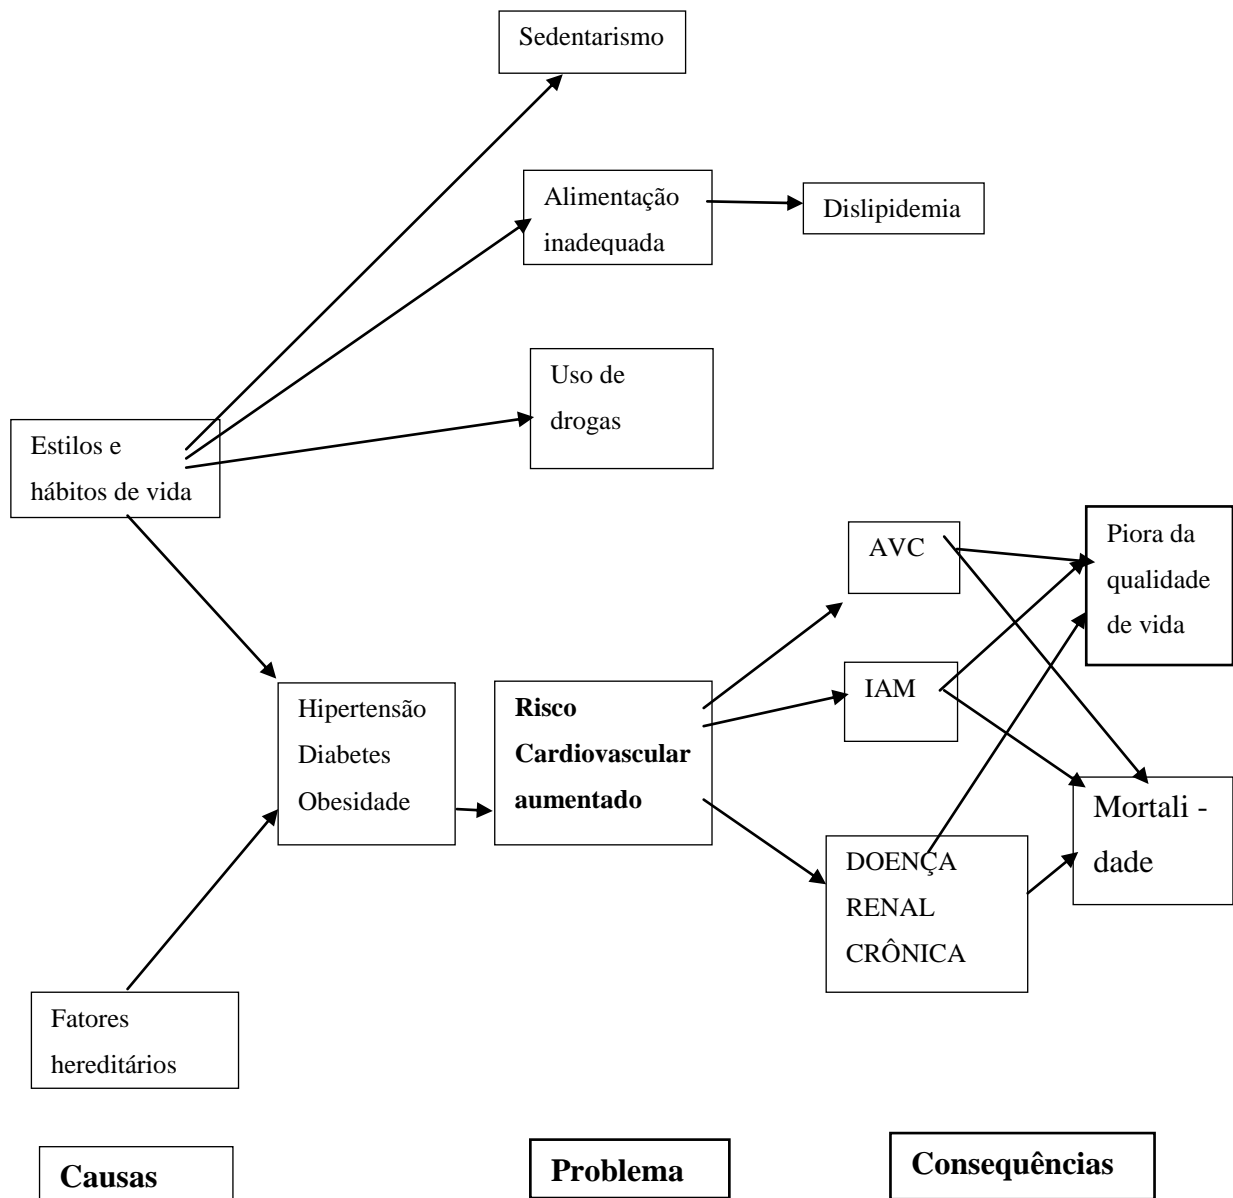 Sedentarismo
Alimentação
inadequada
Dislipidemia
Uso de
drogas
Estilos e
hábitos de vida
AVC
Piora da
qualidade
de vida
IAM
Hipertensão
Diabetes
Obesidade
Risco
Cardiovascular
aumentado
Mortali -
dade
DOENÇA
RENAL
CRÔNICA
Fatores
hereditários
Causas
Problema
Consequências